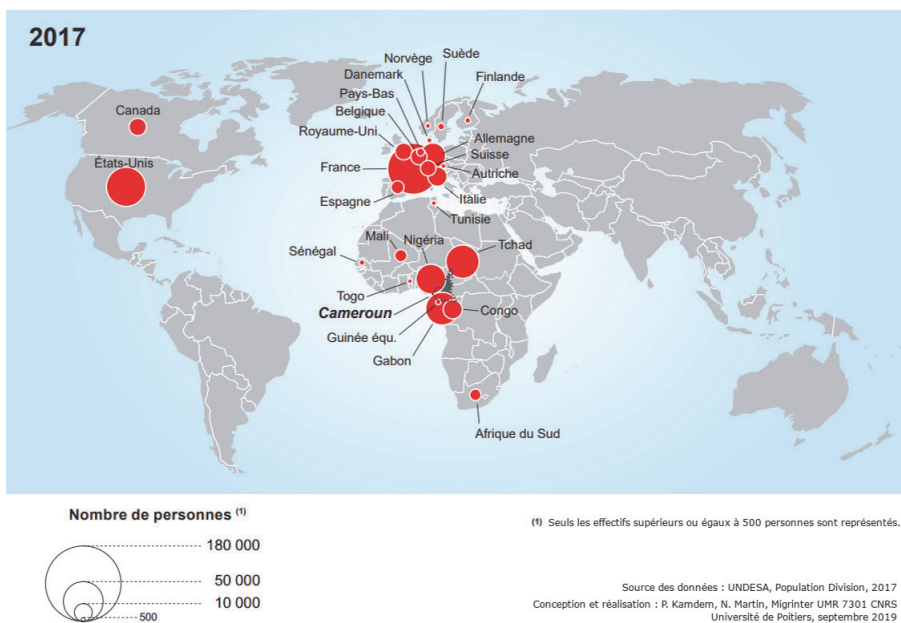 2017
Norvège
Suède
Danemark
Finlande
Pays-Bas
Canada
Belgique
Royaume-Uni
Allemagne
États-Unis
Suisse
France
Autriche
Espagne
Italie
Tunisie
Mali
Nigéria
Tchad
Sénégal
Togo
Cameroun
Congo
Guinée équ.
Gabon
Afrique du Sud
Nombre de personnes (1)
180 000
50 000
10 000
500
(1) Seuls les effectifs supérieurs ou égaux à 500 personnes sont représentés.
Source des données : UNDESA, Population Division, 2017
Conception et réalisation : P. Kamdem, N. Martin, Migrinter UMR 7301 CNRS
Université de Poitiers, septembre 2019